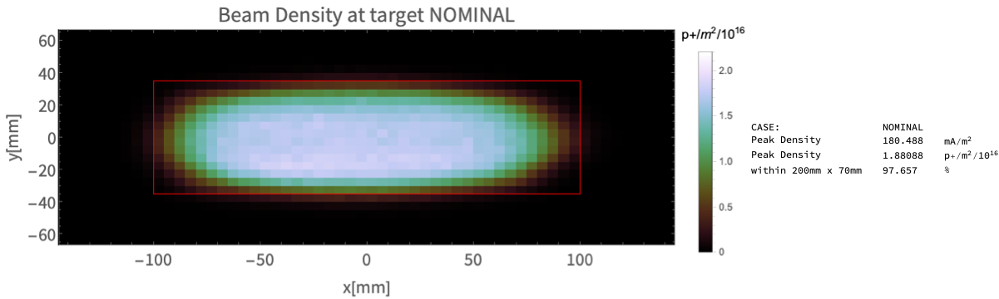 Beam Density at target NOMINAL
p+/m²/10¹⁶
60
40
20
0
−20
−40
−60
y[mm]
−100
−50
0
50
100
x[mm]
2.0
1.5
1.0
0.5
0
CASE: NOMINAL
Peak Density 180.488 mA/m²
Peak Density 1.88088 p+/m²/10¹⁶
within 200mm x 70mm 97.657 %